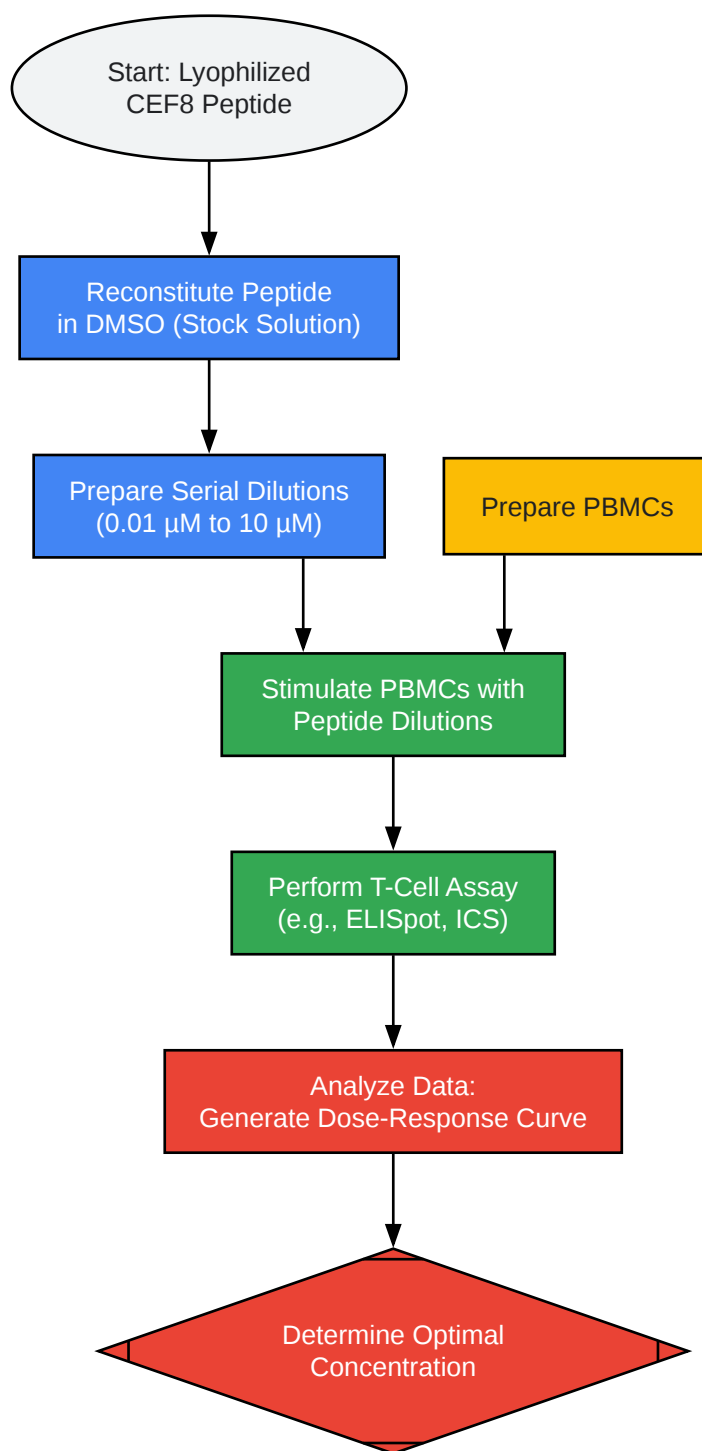 Start: Lyophilized
CEF8 Peptide
Reconstitute Peptide
in DMSO (Stock Solution)
Prepare Serial Dilutions
(0.01 µM to 10 µM)
Prepare PBMCs
Stimulate PBMCs with
Peptide Dilutions
Perform T-Cell Assay
(e.g., ELISpot, ICS)
Analyze Data:
Generate Dose-Response Curve
Determine Optimal
Concentration